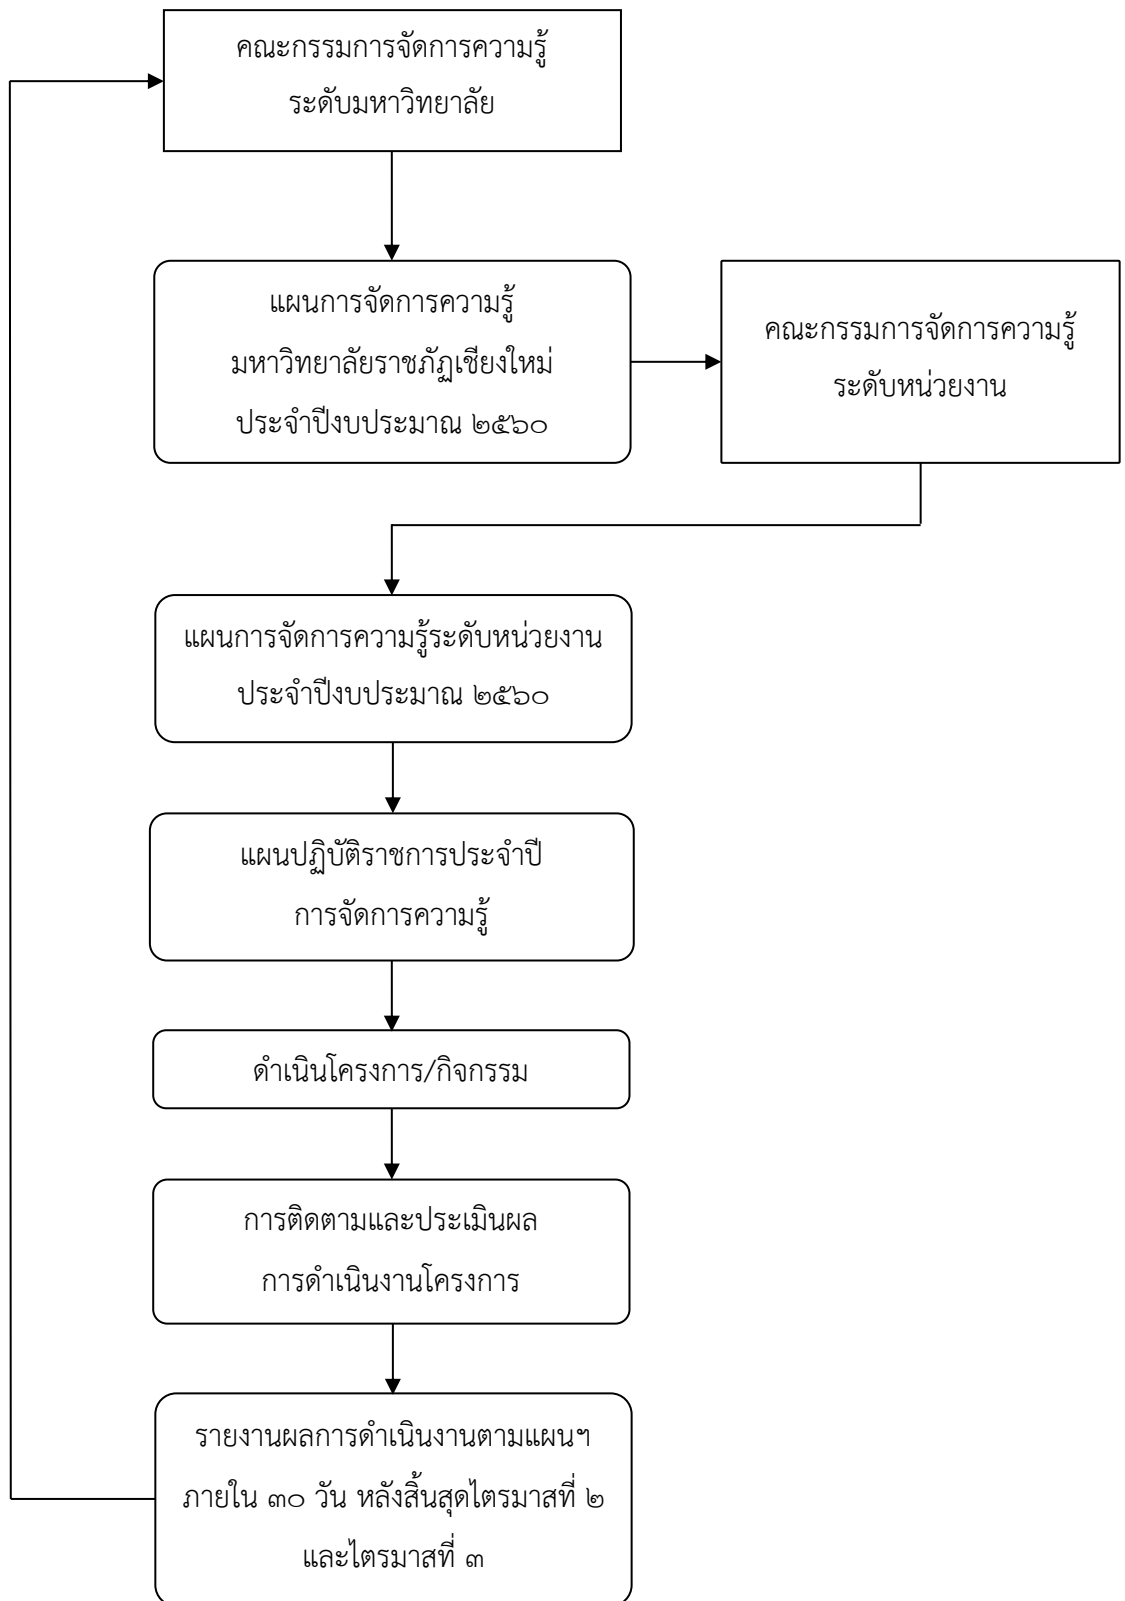 คณะกรรมการจัดการความรู้
ระดับมหาวิทยาลัย
แผนการจัดการความรู้
มหาวิทยาลัยราชภัฏเชียงใหม่
ประจำปีงบประมาณ ๒๕๖๐
คณะกรรมการจัดการความรู้
ระดับหน่วยงาน
แผนการจัดการความรู้ระดับหน่วยงาน
ประจำปีงบประมาณ ๒๕๖๐
แผนปฏิบัติราชการประจำปี
การจัดการความรู้
ดำเนินโครงการ/กิจกรรม
การติดตามและประเมินผล
การดำเนินงานโครงการ
รายงานผลการดำเนินงานตามแผนฯ
ภายใน ๓๐ วัน หลังสิ้นสุดไตรมาสที่ ๒
และไตรมาสที่ ๓